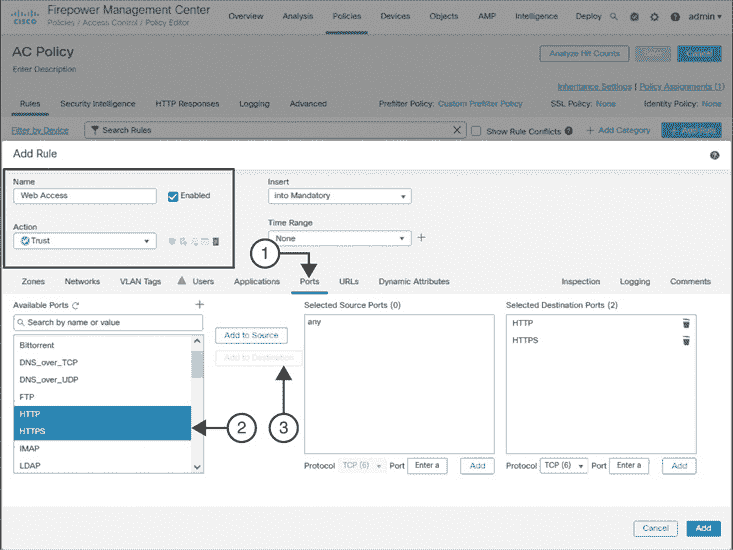 CISCO
Firepower Management Center
Policies / Access Control / Policy Editor
Overview Analysis Policies Devices Objects AMP Intelligence Deploy admin
AC Policy
Enter Description
Analyze Hit Counts Cancel
Inheritance Settings | Policy Assignments (1)
Rules Security Intelligence HTTP Responses Logging Advanced Prefilter Policy: Custom Prefilter Policy SSL Policy: None Identity Policy: None
Filter by Device Search Rules X Show Rule Conflicts + Add Category
Add Rule
Name
Web Access Enabled
Insert
into Mandatory
Action
Trust
Time Range
None +
1
Zones Networks VLAN Tags Users Applications Ports URLs Dynamic Attributes Inspection Logging Comments
Available Ports +
Search by name or value
Bittorrent
DNS_over_TCP
DNS_over_UDP
FTP
HTTP
HTTPS
IMAP
LDAP
2
Add to Source
Add to Destination
3
Selected Source Ports (0)
any
Protocol TCP (6) Port Enter a Add
Selected Destination Ports (2)
HTTP
HTTPS
Protocol TCP (6) Port Enter a Add
Cancel Add